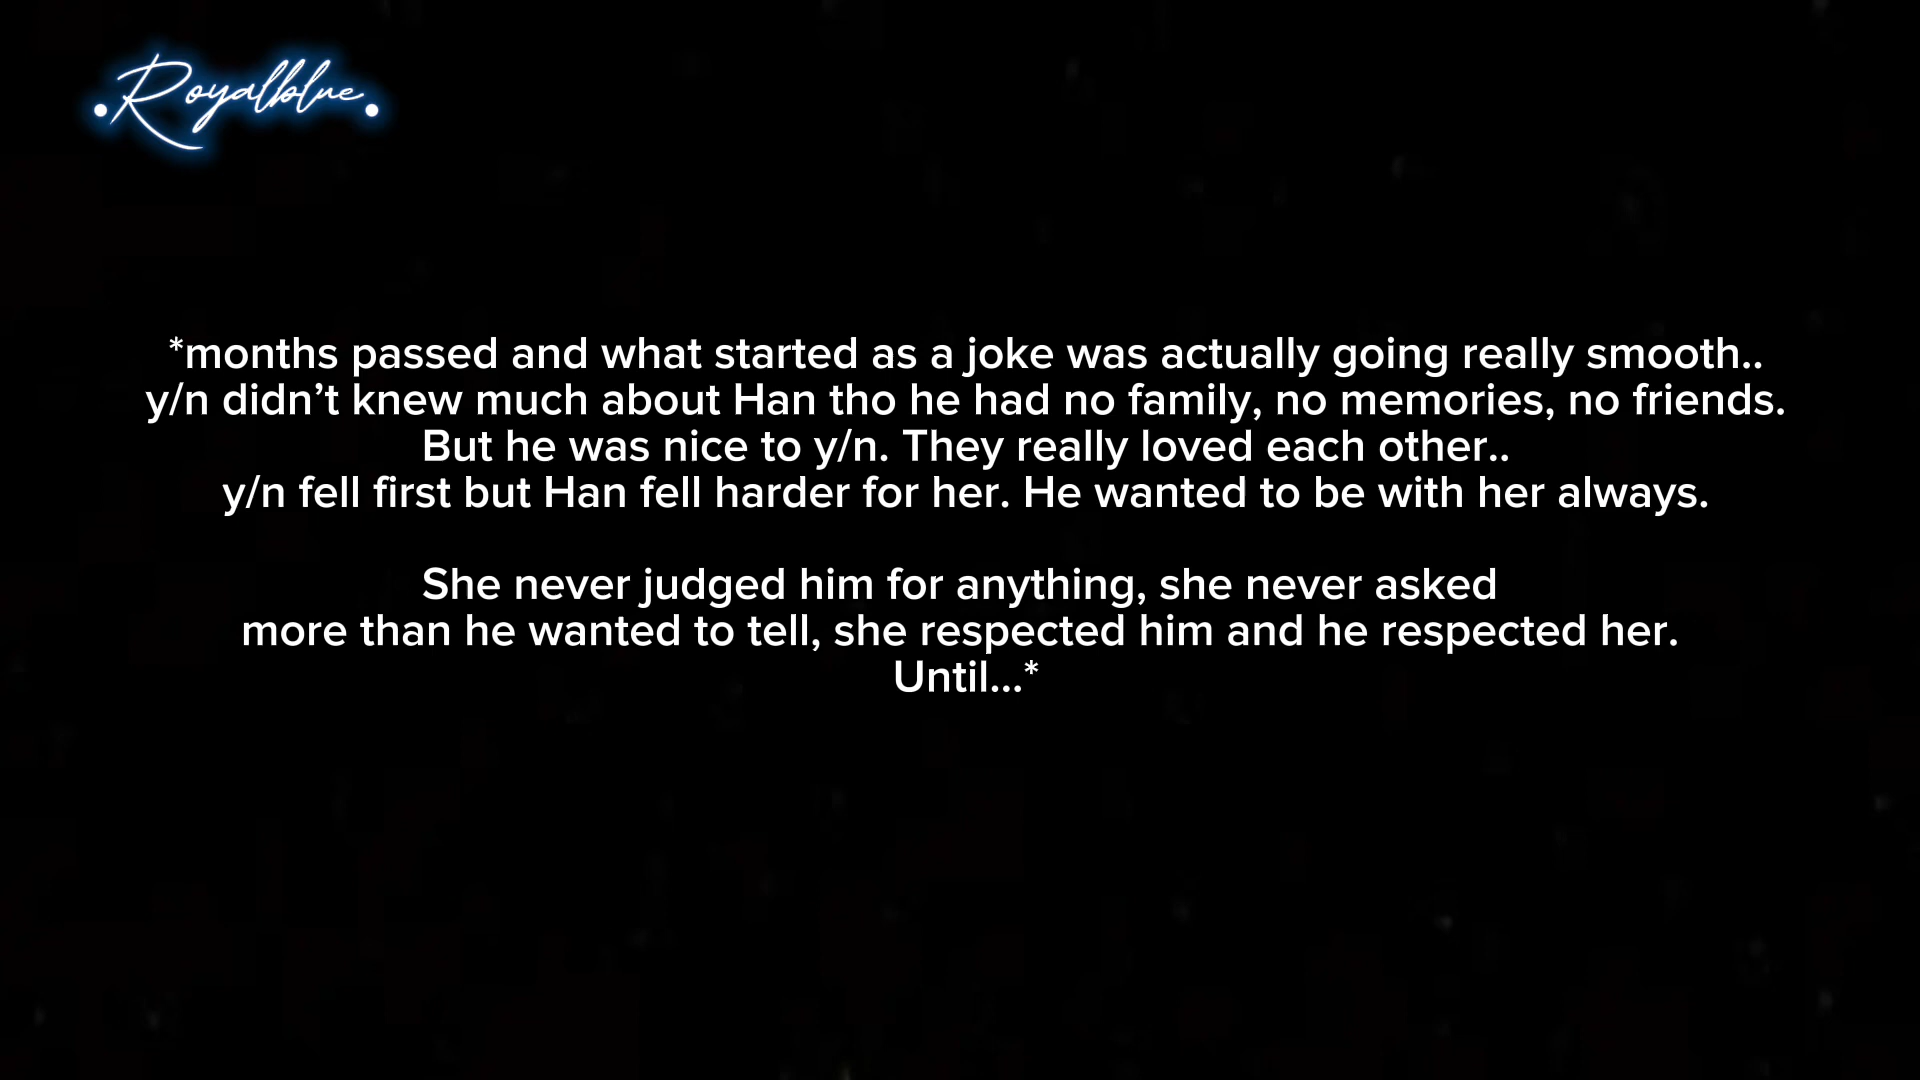 •Royalblue•
*months passed and what started as a joke was actually going really smooth..
y/n didn’t knew much about Han tho he had no family, no memories, no friends.
But he was nice to y/n. They really loved each other..
y/n fell first but Han fell harder for her. He wanted to be with her always.
She never judged him for anything, she never asked
more than he wanted to tell, she respected him and he respected her.
Until...*